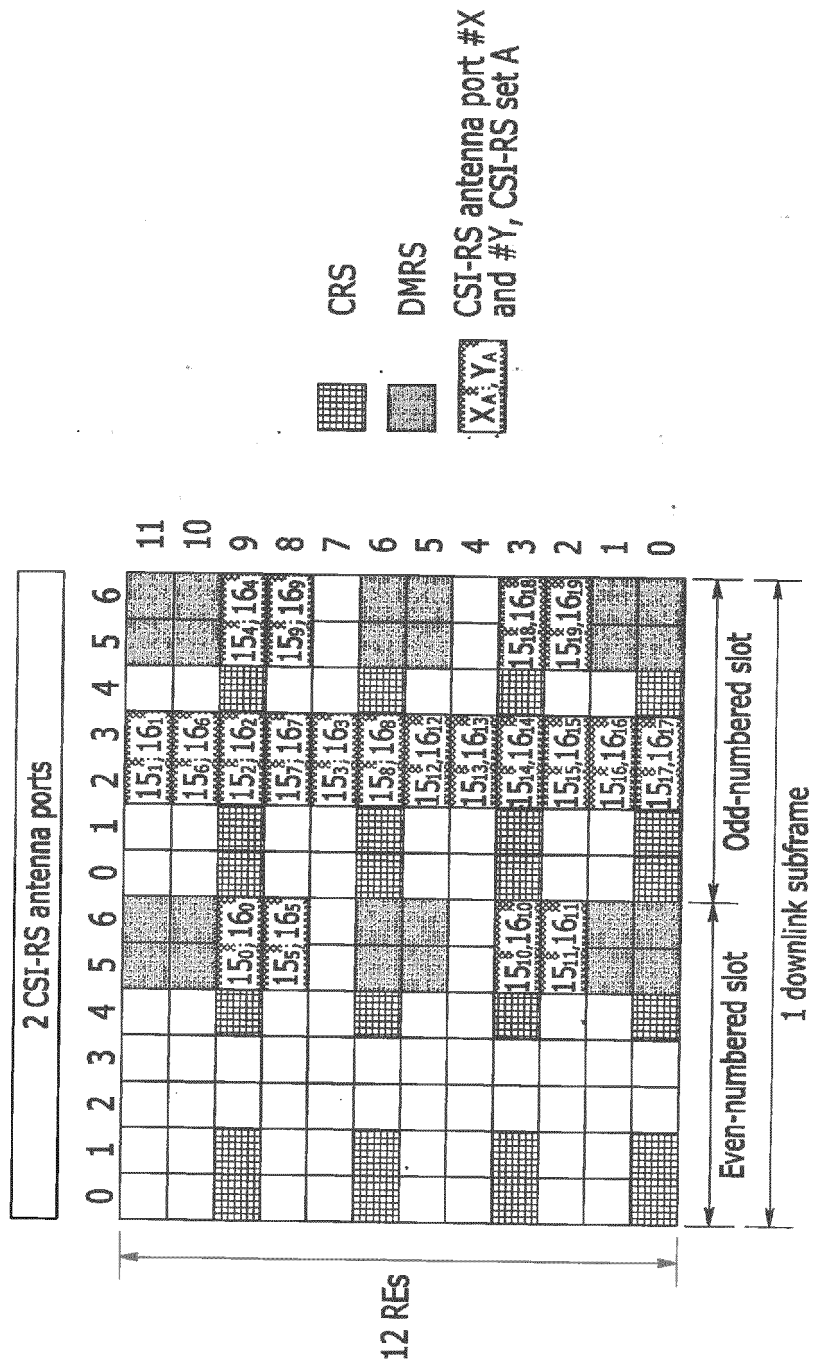 2 CSI-RS antenna ports
0 1 2 3 4 5 6 0 1 2 3 4 5 6
15₁;16₁ 11
15₆;16₆ 10
15₀;16₀ 15₂;16₂ 15₄;16₄ 9
15₅;16₅ 15₇;16₇ 15₉;16₉ 8
15₃;16₃ 7
15₈;16₈ 6
15₁₂,16₁₂ 5
15₁₃,16₁₃ 4
15₁₀,16₁₀ 15₁₄,16₁₄ 15₁₈,16₁₈ 3
15₁₁,16₁₁ 15₁₅,16₁₅ 15₁₉,16₁₉ 2
15₁₆,16₁₆ 1
15₁₇,16₁₇ 0
12 REs
Even-numbered slot Odd-numbered slot
1 downlink subframe
CRS
DMRS
XA; YA CSI-RS antenna port #X
and #Y, CSI-RS set A